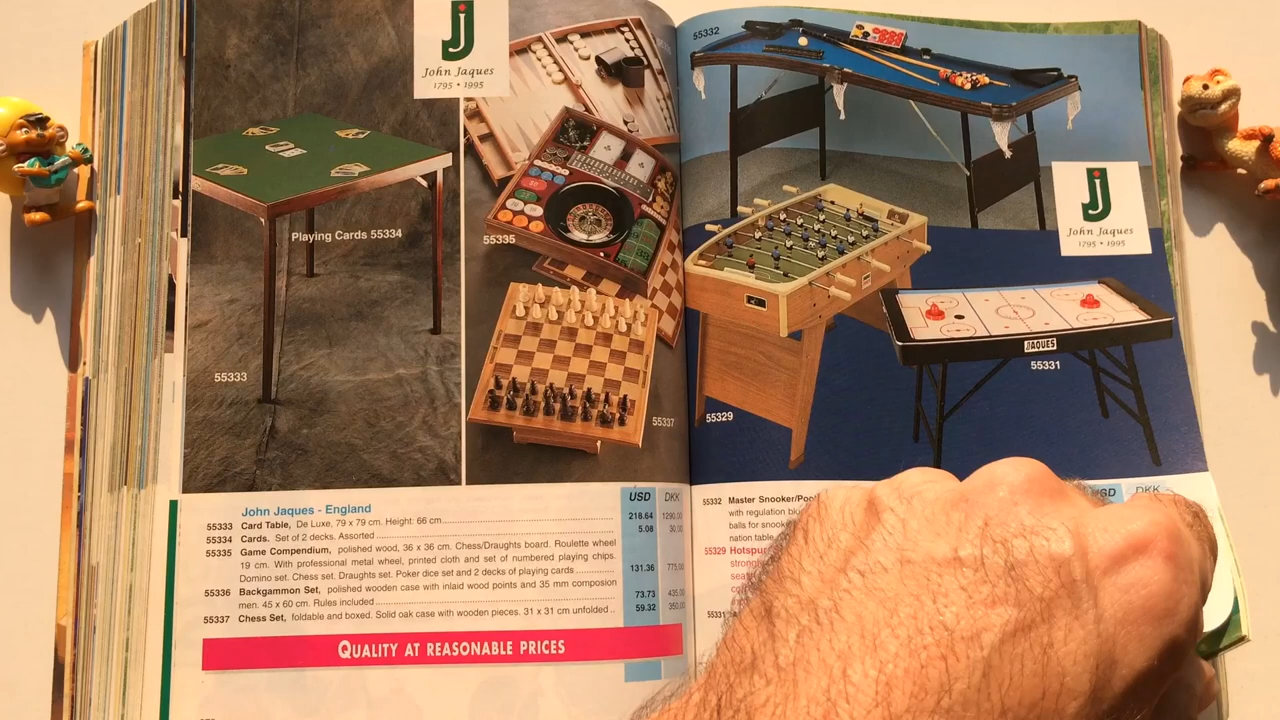 John Jaques
1795 • 1995
Playing Cards 55334
55333
55335
55337
John Jaques - England
USD DKK
55333 Card Table, De Luxe, 79 x 79 cm. Height: 66 cm 218.64 1290,00
55334 Cards. Set of 2 decks. Assorted 5.08 30,00
55335 Game Compendium, polished wood, 36 x 36 cm. Chess/Draughts board. Roulette wheel
19 cm. With professional metal wheel, printed cloth and set of numbered playing chips.
Domino set. Chess set. Draughts set. Poker dice set and 2 decks of playing cards 131.36 775,00
55336 Backgammon Set, polished wooden case with inlaid wood points and 35 mm composion
men. 45 x 60 cm. Rules included 73.73 435,00
55337 Chess Set, foldable and boxed. Solid oak case with wooden pieces. 31 x 31 cm unfolded .. 59.32 350,00
QUALITY AT REASONABLE PRICES
55332
John Jaques
1795 • 1995
JAQUES
55331
55329
USD DKK
55332 Master Snooker/Pool
with regulation
balls for
nation table.
55329 Hotspur
55331